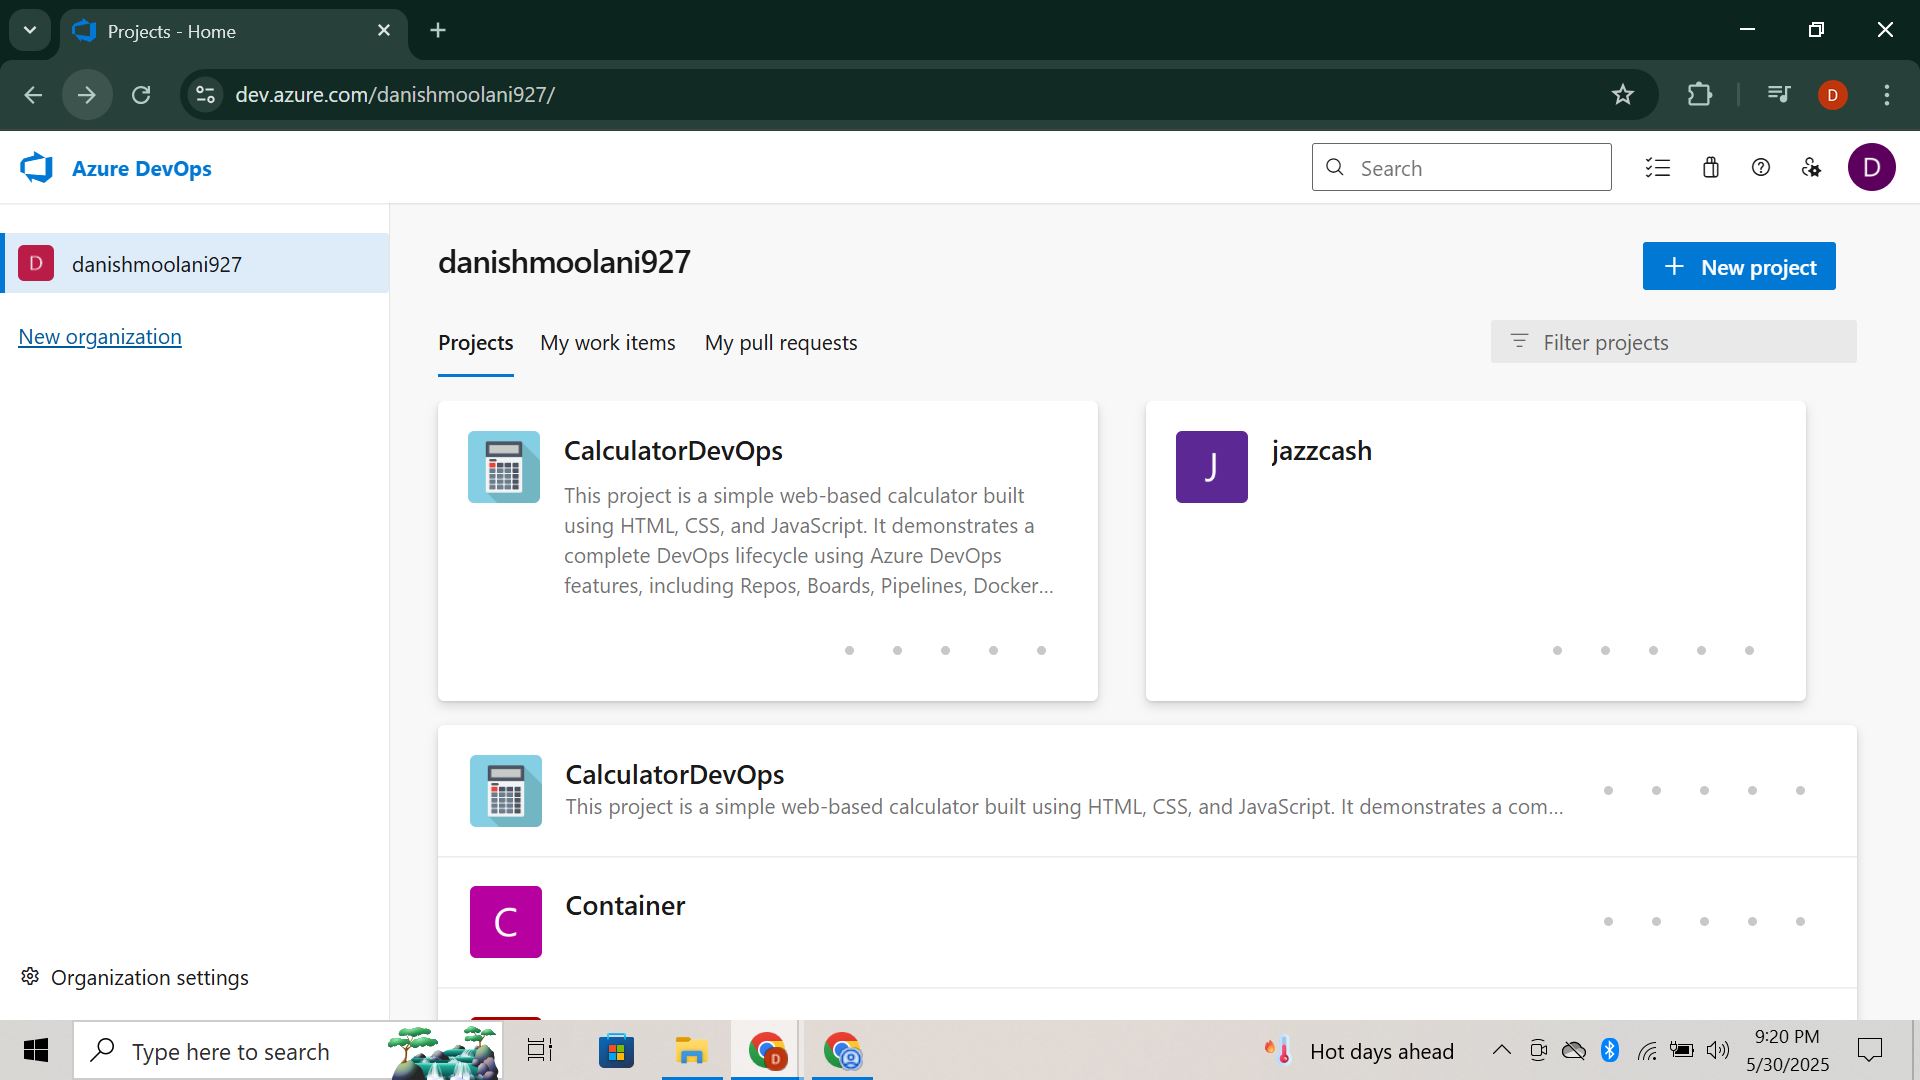 Projects - Home
dev.azure.com/danishmoolani927/
D
Azure DevOps
Search
D
D
danishmoolani927
New organization
danishmoolani927
New project
Projects
My work items
My pull requests
Filter projects
CalculatorDevOps
This project is a simple web-based calculator built
using HTML, CSS, and JavaScript. It demonstrates a
complete DevOps lifecycle using Azure DevOps
features, including Repos, Boards, Pipelines, Docker...
J
jazzcash
CalculatorDevOps
This project is a simple web-based calculator built using HTML, CSS, and JavaScript. It demonstrates a com...
C
Container
Organization settings
Type here to search
D
Hot days ahead
9:20 PM
5/30/2025